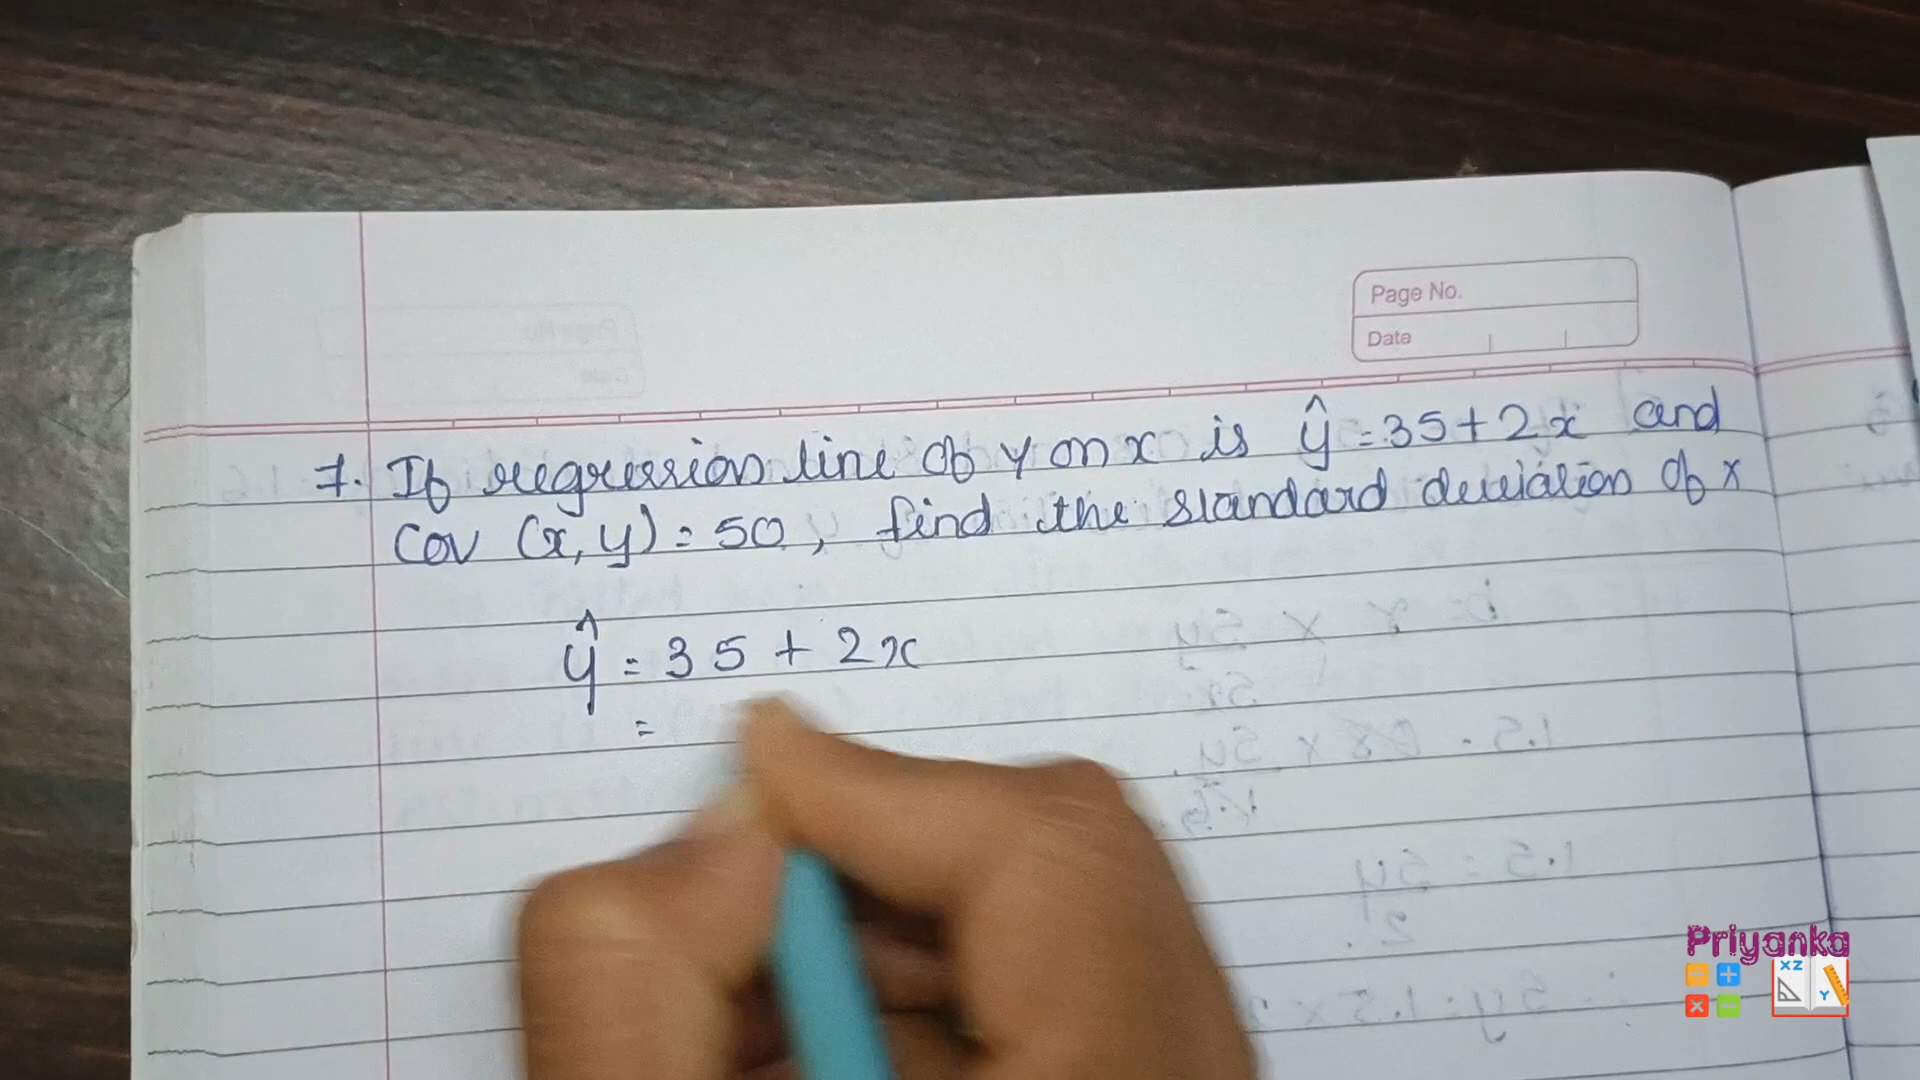 Page No.
Date
7. If regression line of Y on x is ŷ = 35 + 2x and
Cov (x, y) = 50, find the standard deviation of x
ŷ = 35 + 2x
=
Priyanka
XZ
Y